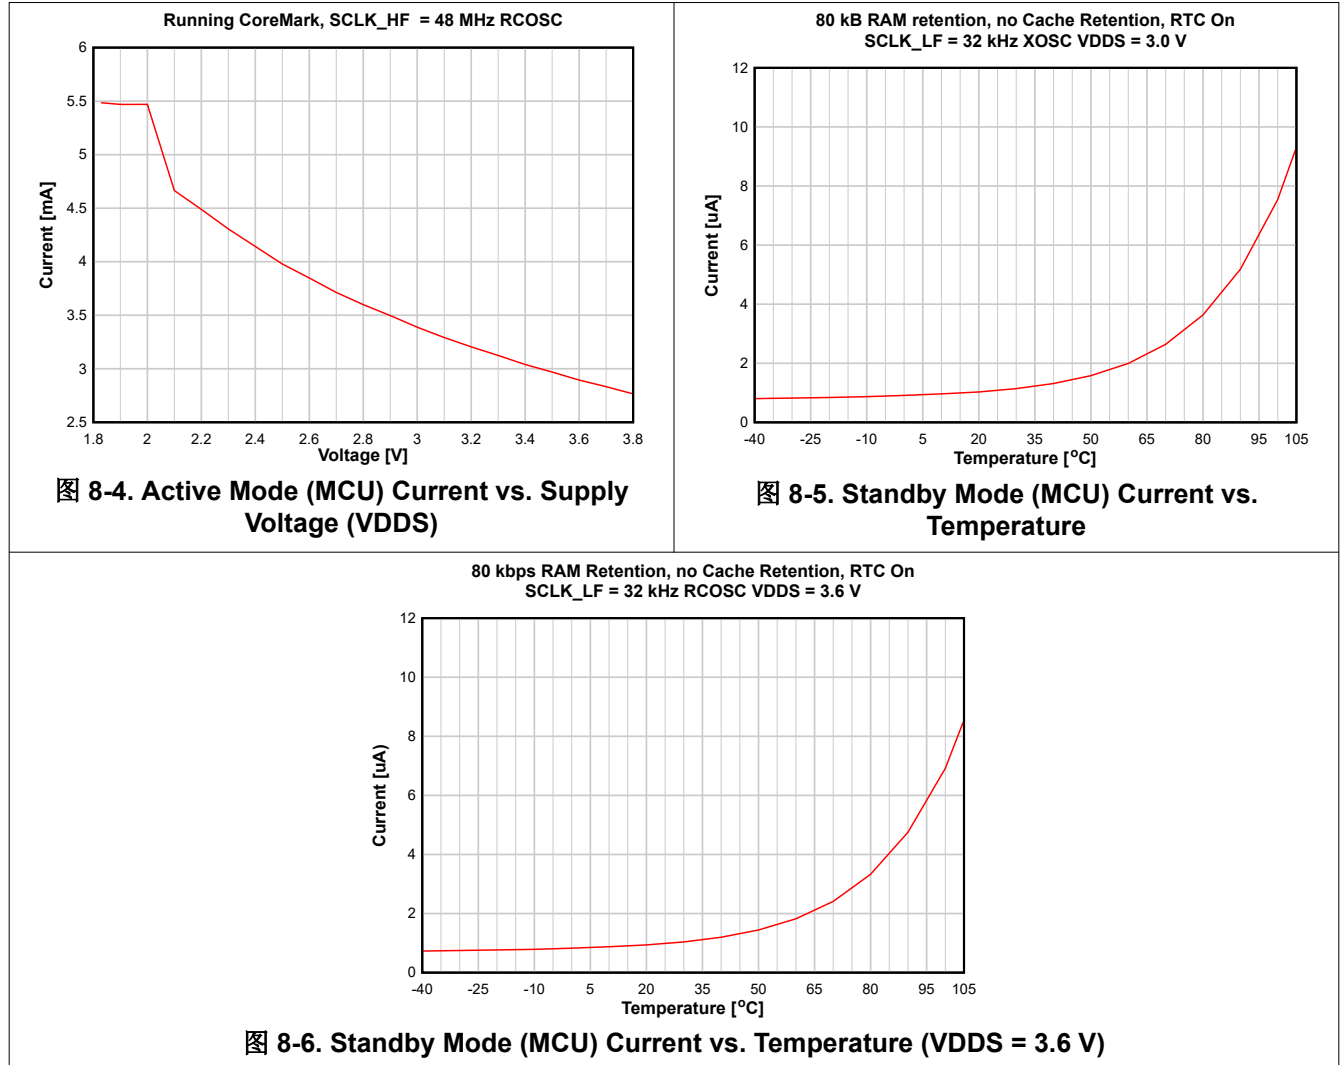 Running CoreMark, SCLK_HF = 48 MHz RCOSC
6
5.5
5
4.5
4
3.5
3
2.5
Current [mA]
1.8 2 2.2 2.4 2.6 2.8 3 3.2 3.4 3.6 3.8
Voltage [V]
图 8-4. Active Mode (MCU) Current vs. Supply
Voltage (VDDS)
80 kB RAM retention, no Cache Retention, RTC On
SCLK_LF = 32 kHz XOSC VDDS = 3.0 V
12
10
8
6
4
2
0
Current [uA]
-40 -25 -10 5 20 35 50 65 80 95 105
Temperature [°C]
图 8-5. Standby Mode (MCU) Current vs.
Temperature
80 kbps RAM Retention, no Cache Retention, RTC On
SCLK_LF = 32 kHz RCOSC VDDS = 3.6 V
12
10
8
6
4
2
0
Current [uA)
-40 -25 -10 5 20 35 50 65 80 95 105
Temperature [°C]
图 8-6. Standby Mode (MCU) Current vs. Temperature (VDDS = 3.6 V)